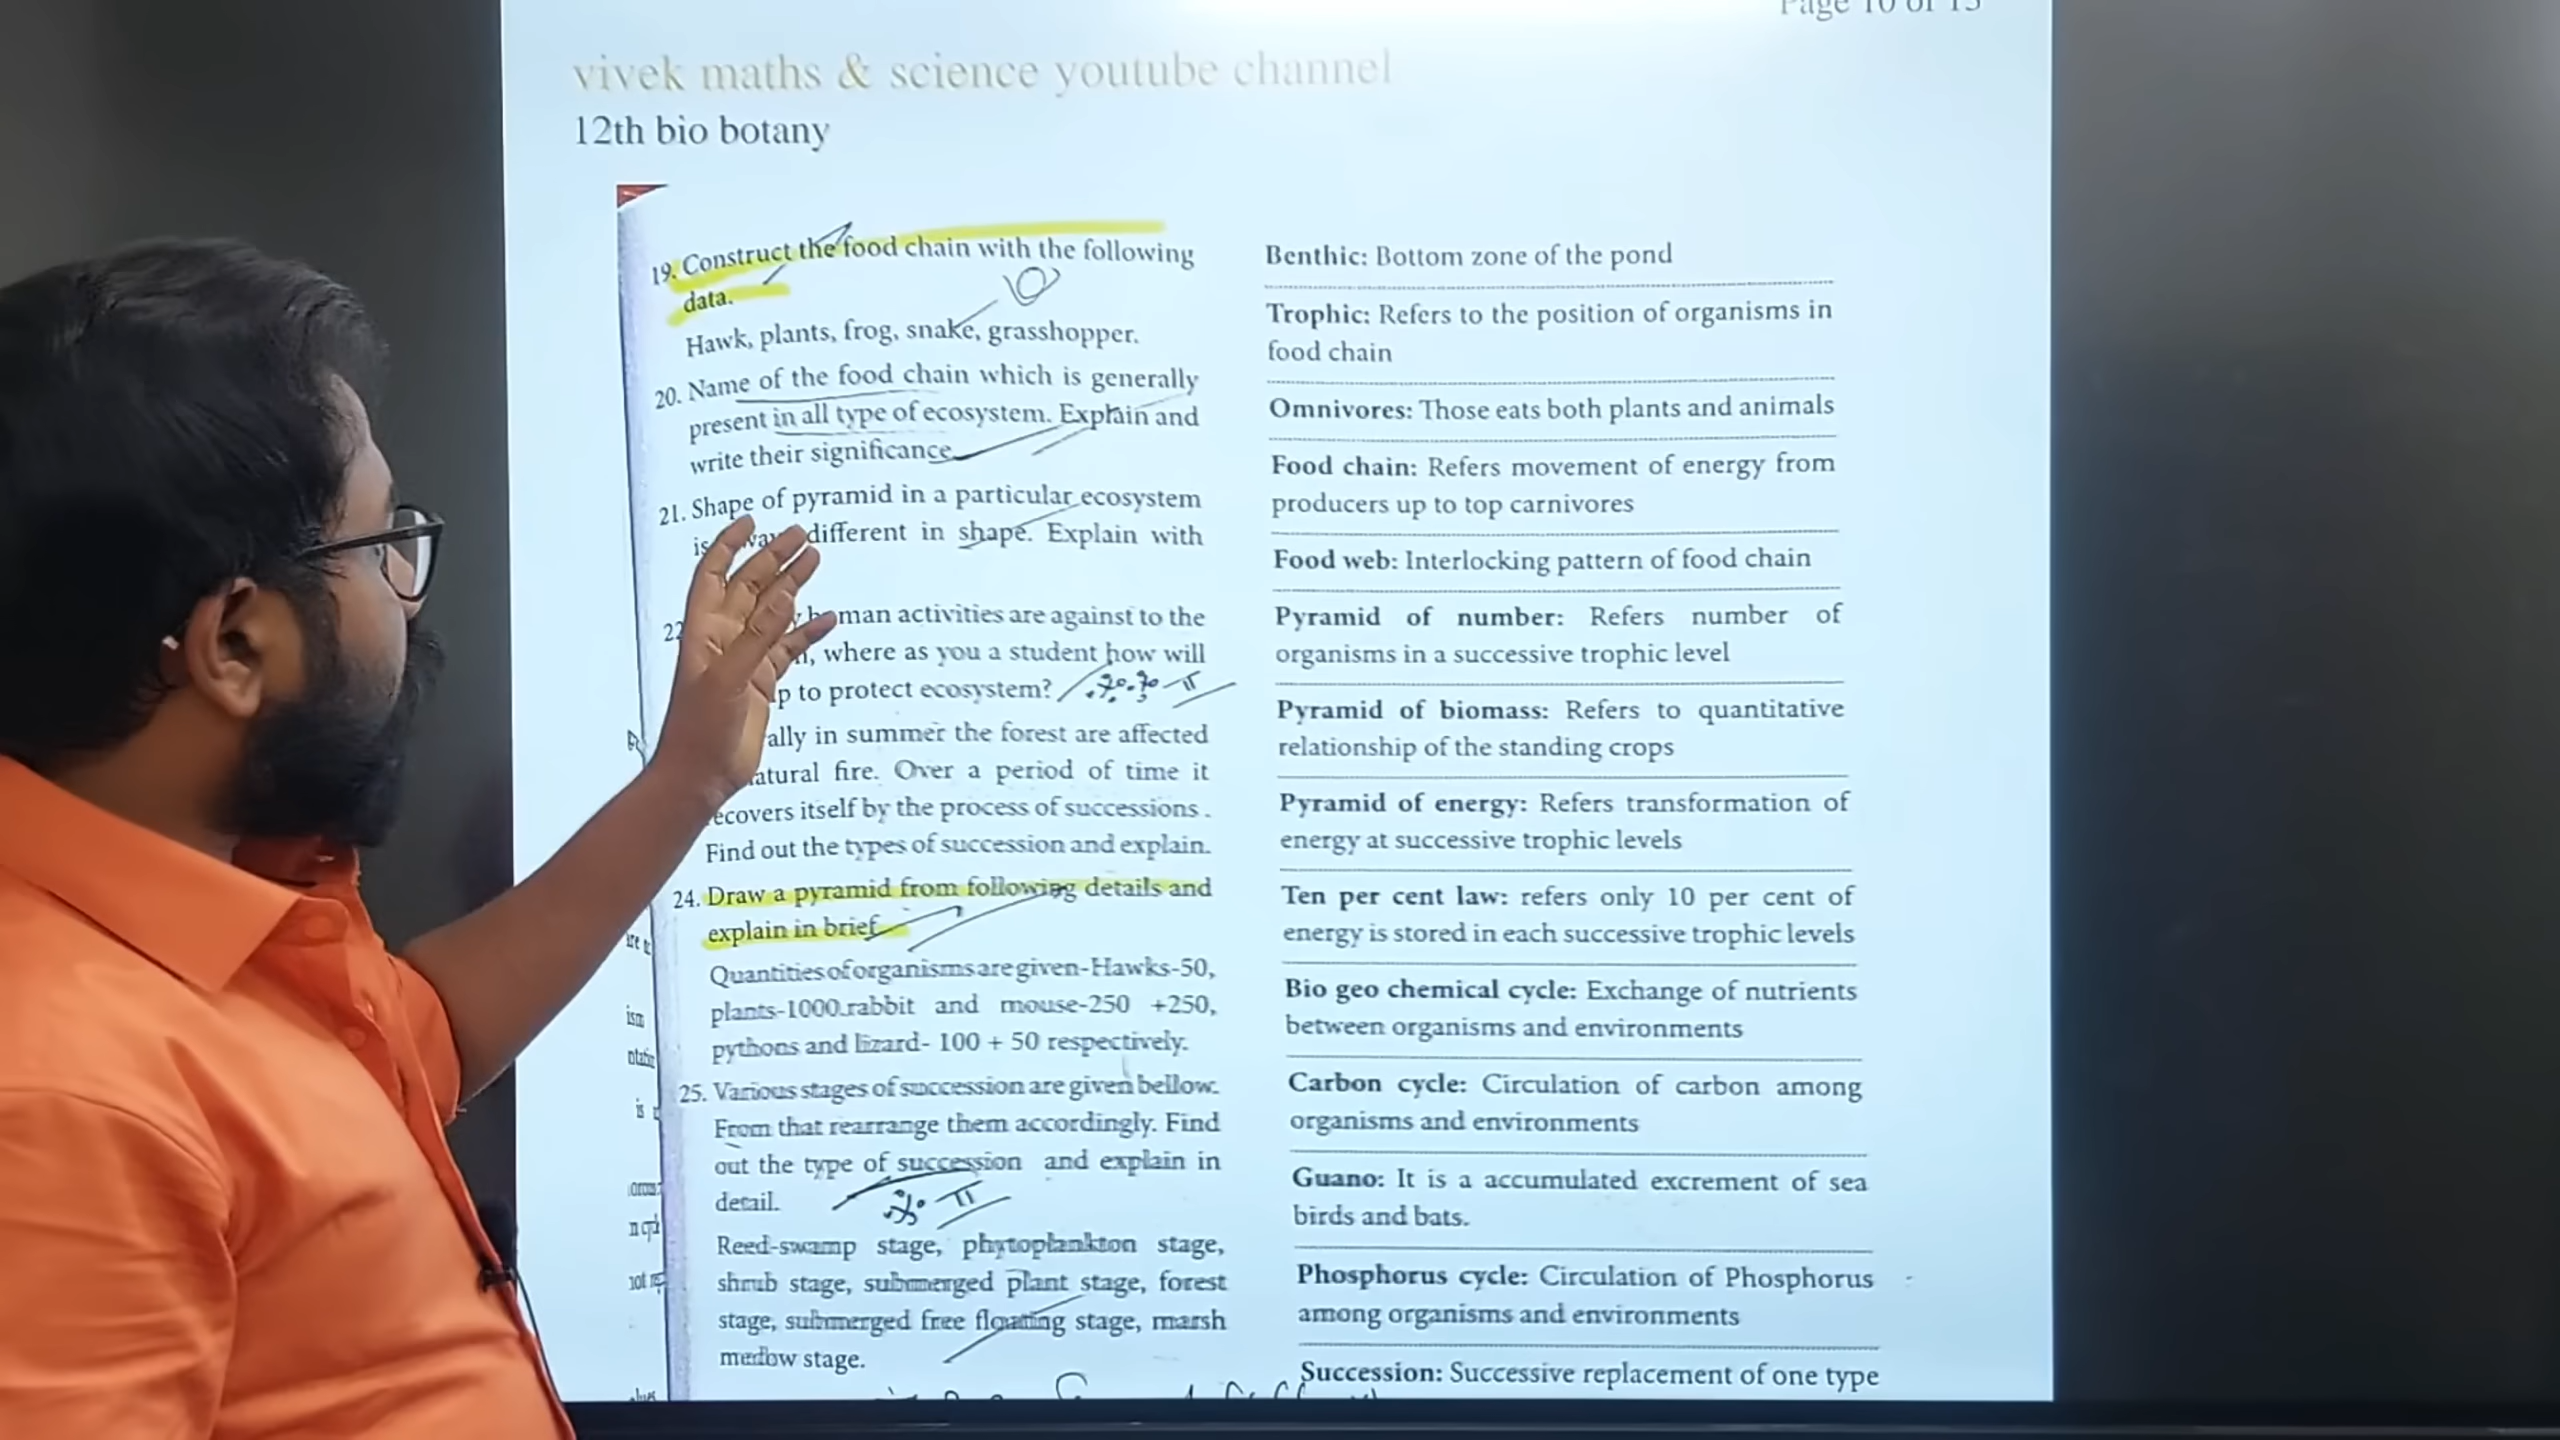 Page 10 of 13
vivek maths & science youtube channel
12th bio botany
19. Construct the food chain with the following
data.
Hawk, plants, frog, snake, grasshopper.
20. Name of the food chain which is generally
present in all type of ecosystem. Explain and
write their significance.
21. Shape of pyramid in a particular ecosystem
is different in shape. Explain with
22 human activities are against to the
where as you a student how will
to protect ecosystem?
ally in summer the forest are affected
atural fire. Over a period of time it
ecovers itself by the process of successions .
Find out the types of succession and explain.
24. Draw a pyramid from following details and
explain in brief
Quantities of organisms are given-Hawks-50,
plants-1000.rabbit and mouse-250 +250,
pythons and lizard- 100 + 50 respectively.
25. Various stages of succession are given bellow.
From that rearrange them accordingly. Find
out the type of succession and explain in
detail.
Reed-swamp stage, phytoplankton stage,
shrub stage, submerged plant stage, forest
stage, submerged free floating stage, marsh
medow stage.
Benthic: Bottom zone of the pond
Trophic: Refers to the position of organisms in
food chain
Omnivores: Those eats both plants and animals
Food chain: Refers movement of energy from
producers up to top carnivores
Food web: Interlocking pattern of food chain
Pyramid of number: Refers number of
organisms in a successive trophic level
Pyramid of biomass: Refers to quantitative
relationship of the standing crops
Pyramid of energy: Refers transformation of
energy at successive trophic levels
Ten per cent law: refers only 10 per cent of
energy is stored in each successive trophic levels
Bio geo chemical cycle: Exchange of nutrients
between organisms and environments
Carbon cycle: Circulation of carbon among
organisms and environments
Guano: It is a accumulated excrement of sea
birds and bats.
Phosphorus cycle: Circulation of Phosphorus
among organisms and environments
Succession: Successive replacement of one type